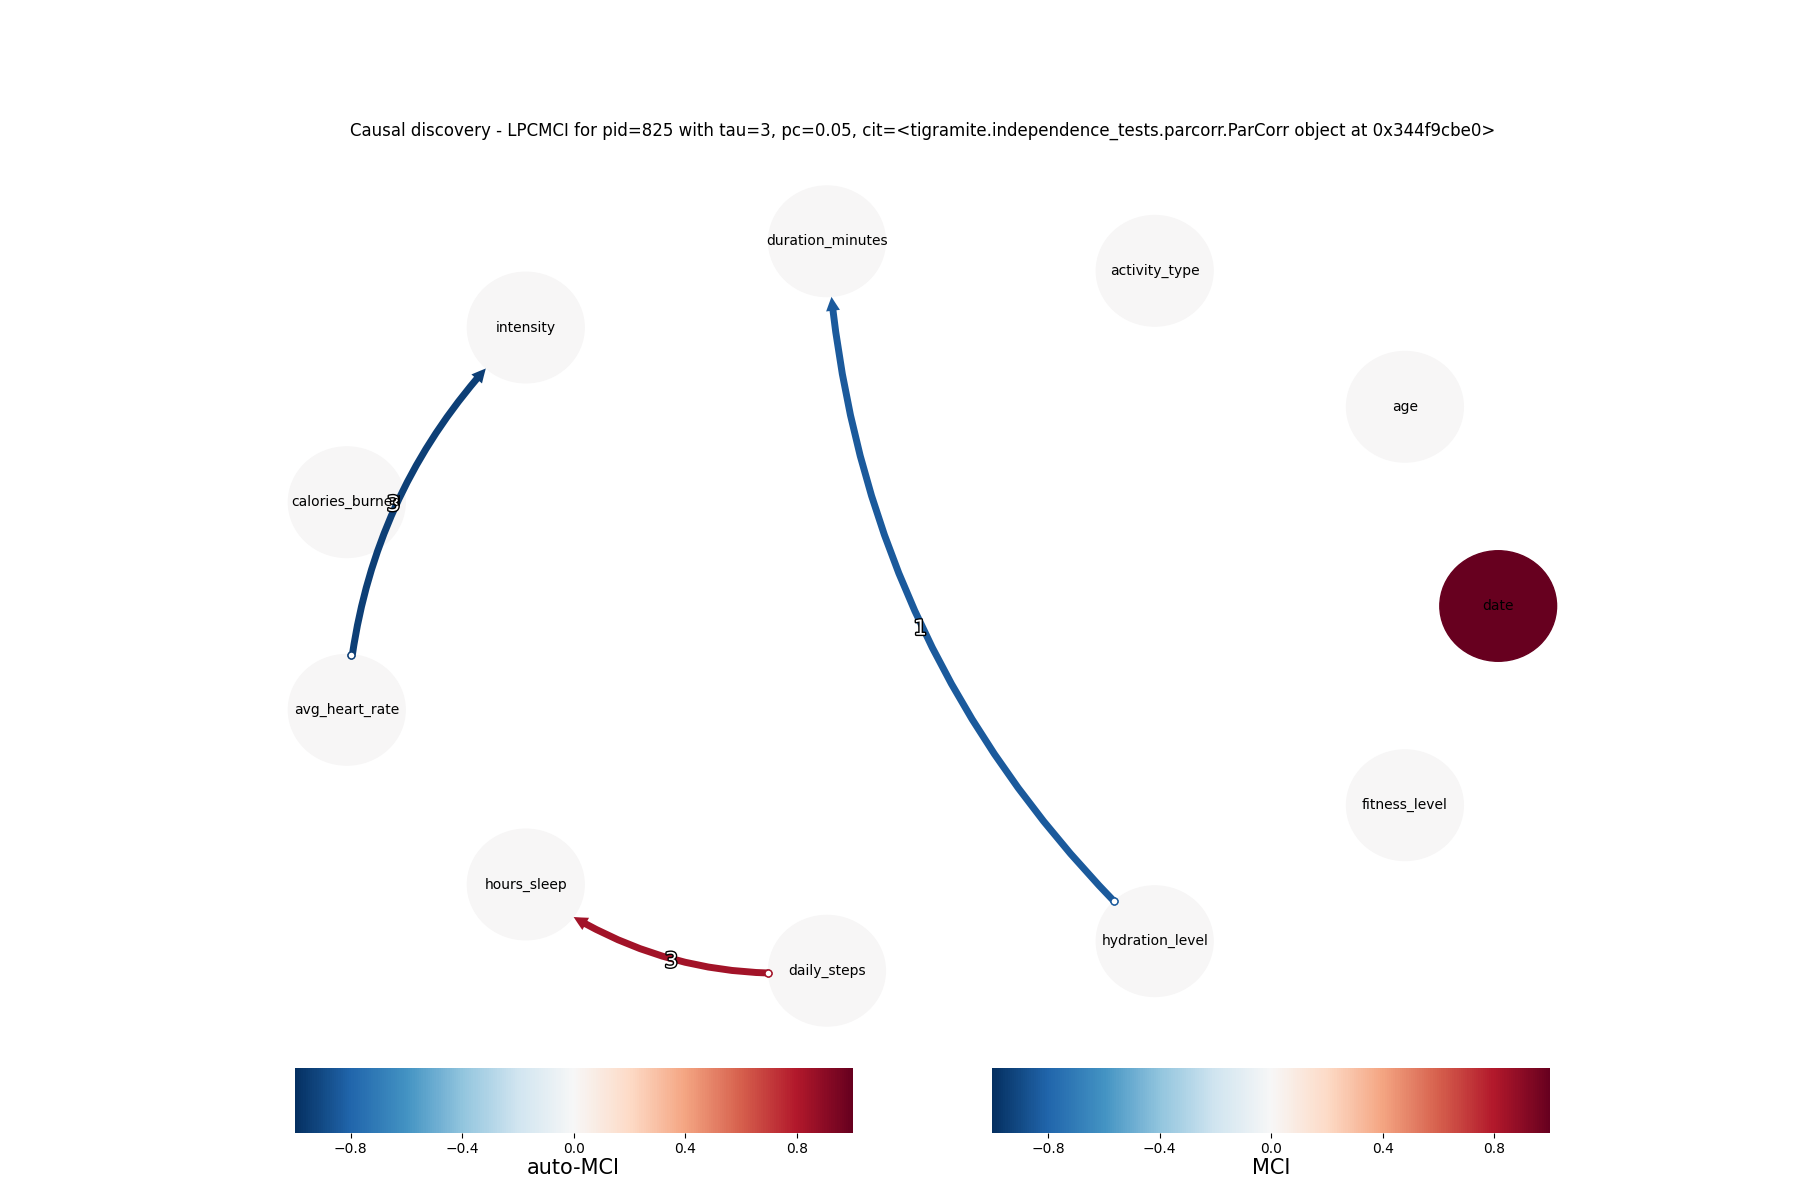 Causal discovery - LPCMCI for pid=825 with tau=3, pc=0.05, cit=<tigramite.independence_tests.parcorr.ParCorr object at 0x344f9cbe0>
duration_minutes
activity_type
intensity
age
calories_burned
3
date
1
avg_heart_rate
fitness_level
hours_sleep
hydration_level
3
daily_steps
−0.8 −0.4 0.0 0.4 0.8
auto-MCI
−0.8 −0.4 0.0 0.4 0.8
MCI